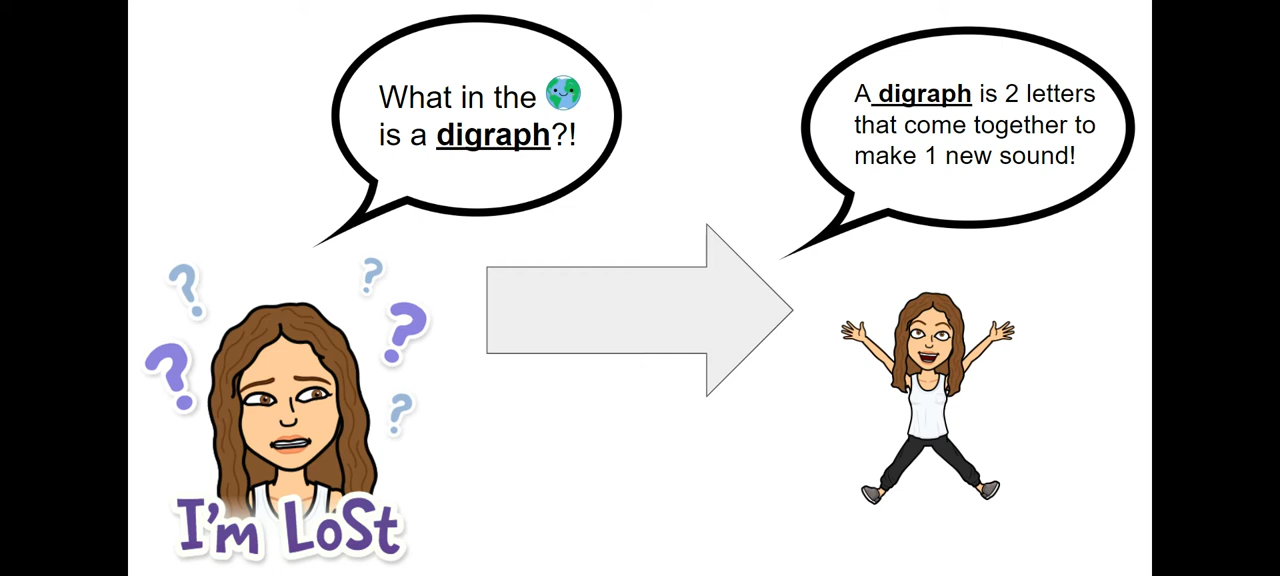 What in the
is a digraph?!
A digraph is 2 letters
that come together to
make 1 new sound!
? ? ? ? ?
I'm LoSt